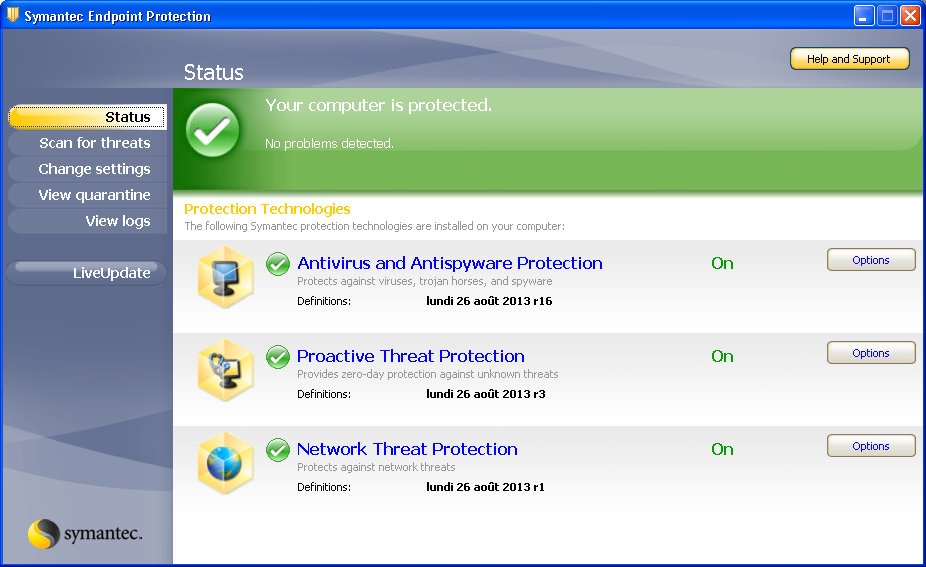 Symantec Endpoint Protection
Status
Help and Support
Status
Scan for threats
Change settings
View quarantine
View logs
LiveUpdate
symantec.
Your computer is protected.
No problems detected.
Protection Technologies
The following Symantec protection technologies are installed on your computer:
Antivirus and Antispyware Protection On Options
Protects against viruses, trojan horses, and spyware
Definitions: lundi 26 août 2013 r16
Proactive Threat Protection On Options
Provides zero-day protection against unknown threats
Definitions: lundi 26 août 2013 r3
Network Threat Protection On Options
Protects against network threats
Definitions: lundi 26 août 2013 r1